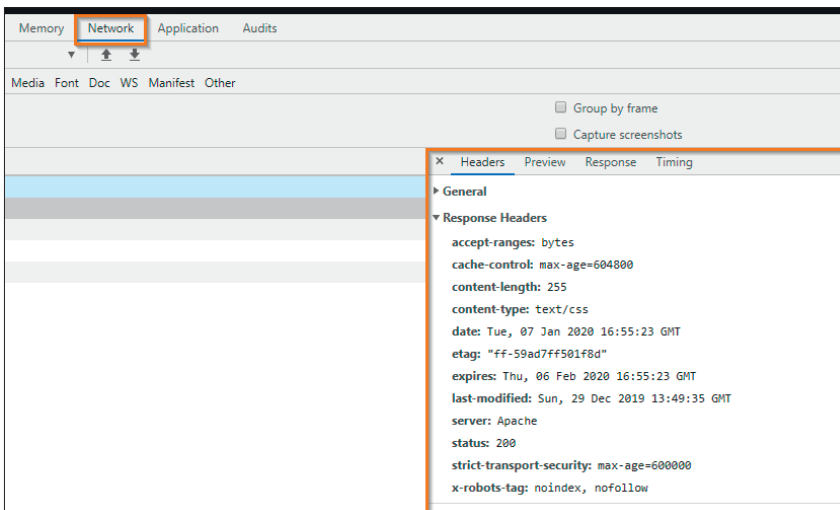 Memory Network Application Audits
Media Font Doc WS Manifest Other
Group by frame
Capture screenshots
× Headers Preview Response Timing
General
Response Headers
accept-ranges: bytes
cache-control: max-age=604800
content-length: 255
content-type: text/css
date: Tue, 07 Jan 2020 16:55:23 GMT
etag: "ff-59ad7ff501f8d"
expires: Thu, 06 Feb 2020 16:55:23 GMT
last-modified: Sun, 29 Dec 2019 13:49:35 GMT
server: Apache
status: 200
strict-transport-security: max-age=600000
x-robots-tag: noindex, nofollow